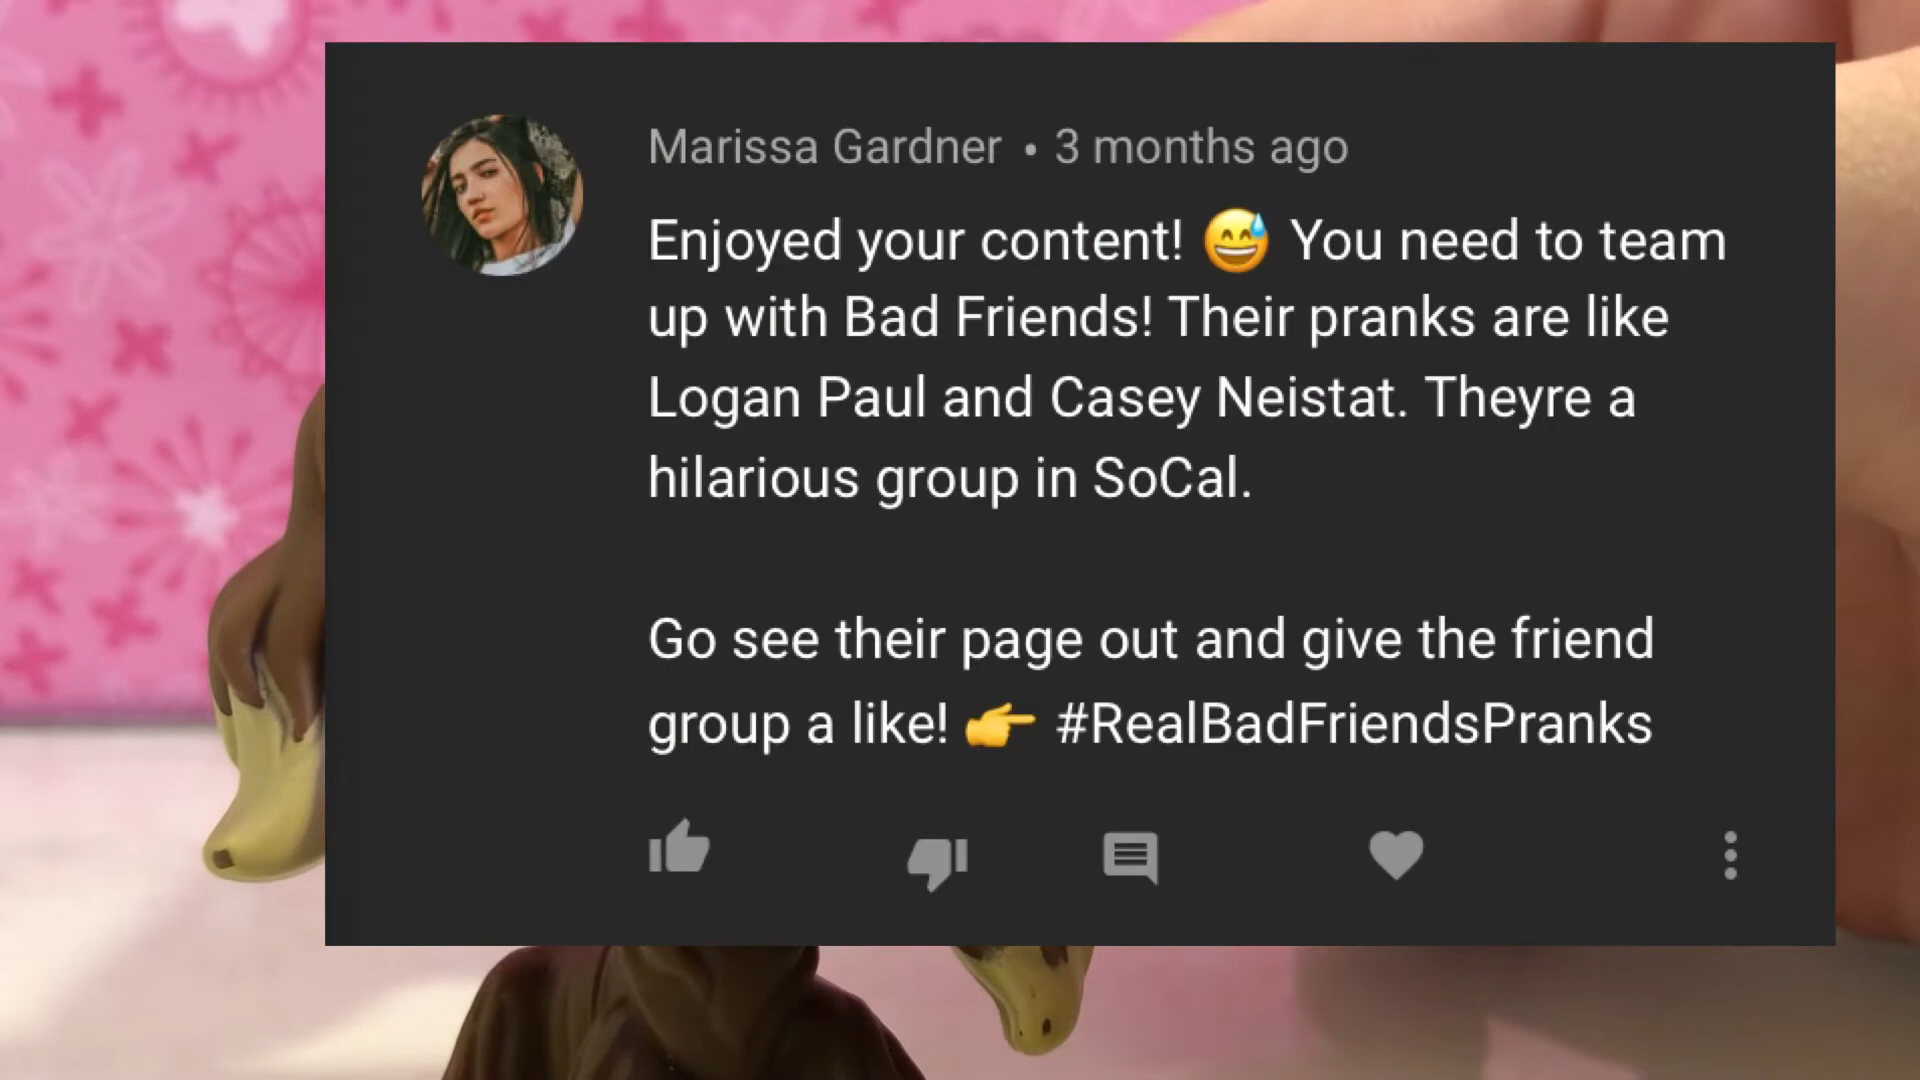 Marissa Gardner • 3 months ago
Enjoyed your content! 😅 You need to team
up with Bad Friends! Their pranks are like
Logan Paul and Casey Neistat. Theyre a
hilarious group in SoCal.
Go see their page out and give the friend
group a like! 👉 #RealBadFriendsPranks